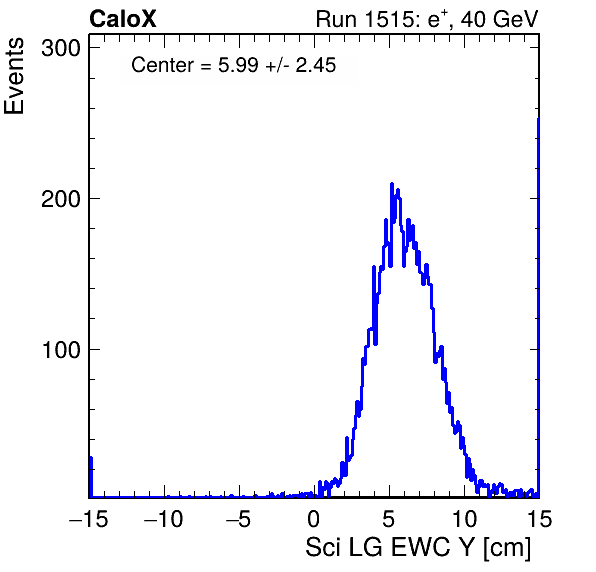 CaloX Run 1515: e⁺, 40 GeV
Events
300
Center = 5.99 +/- 2.45
200
100
−15 −10 −5 0 5 10 15
Sci LG EWC Y [cm]